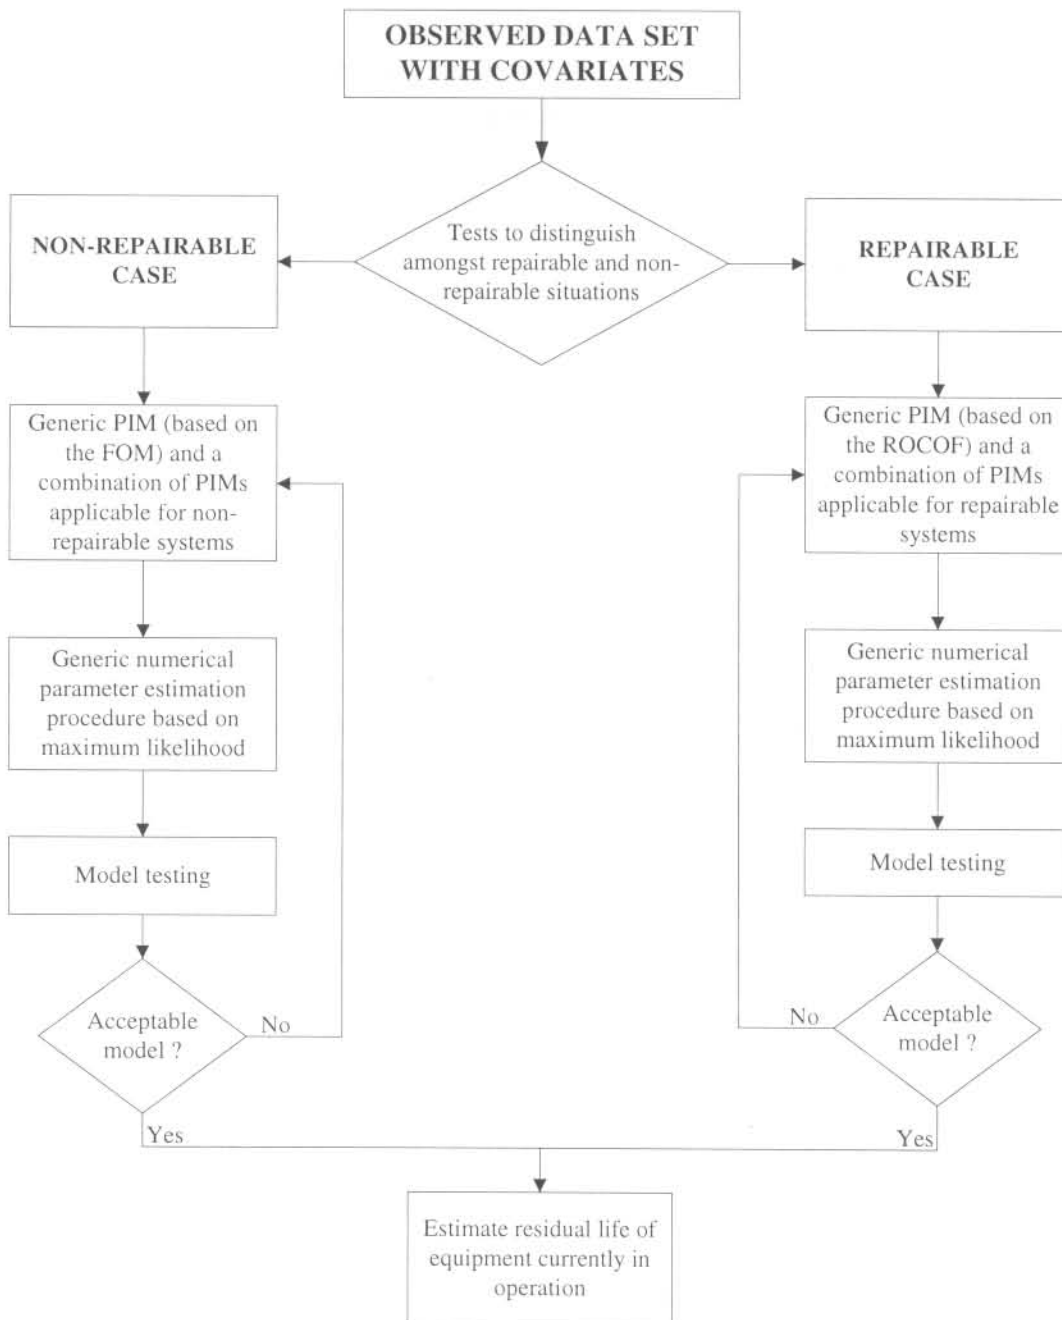 OBSERVED DATA SET
WITH COVARIATES
Tests to distinguish
amongst repairable and non-
repairable situations
NON-REPAIRABLE
CASE
REPAIRABLE
CASE
Generic PIM (based on
the FOM) and a
combination of PIMs
applicable for non-
repairable systems
Generic PIM (based on
the ROCOF) and a
combination of PIMs
applicable for repairable
systems
Generic numerical
parameter estimation
procedure based on
maximum likelihood
Generic numerical
parameter estimation
procedure based on
maximum likelihood
Model testing
Model testing
Acceptable
model ?
No
No
Acceptable
model ?
Yes
Yes
Estimate residual life of
equipment currently in
operation